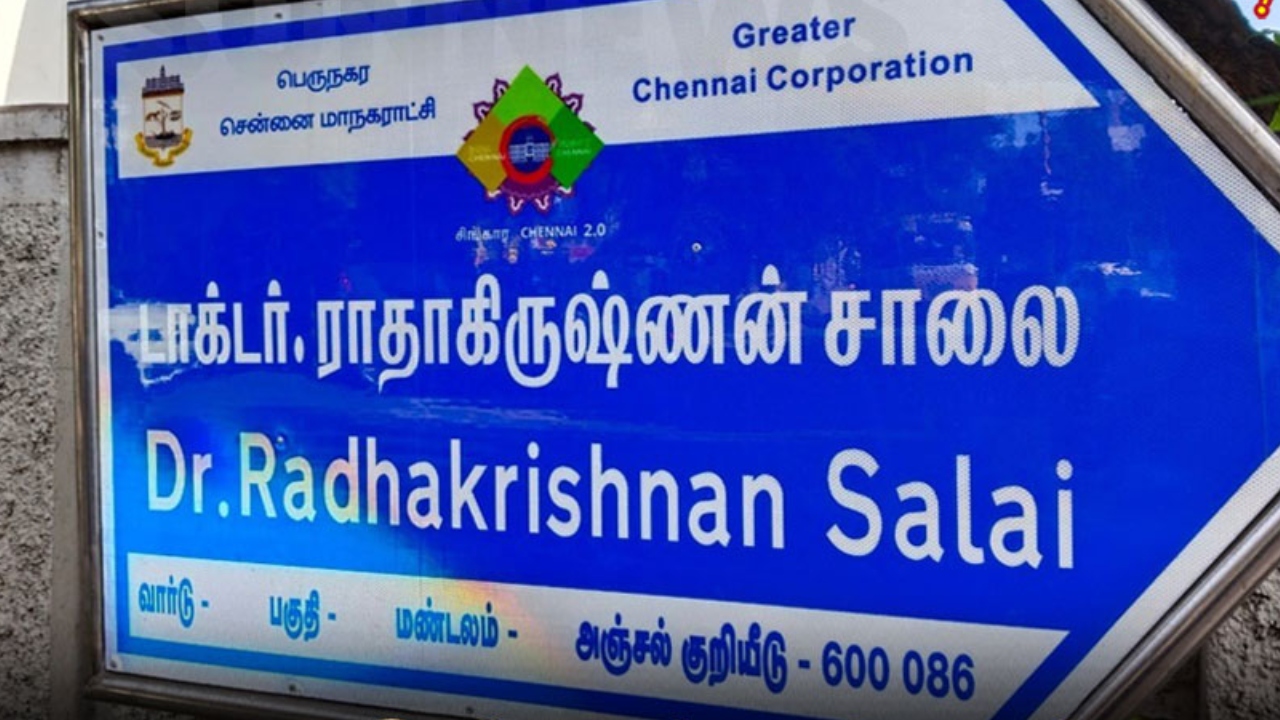 பெருநகர
சென்னை மாநகராட்சி
Greater
Chennai Corporation
சிங்கார CHENNAI 2.0
டாக்டர். ராதாகிருஷ்ணன் சாலை
Dr.Radhakrishnan Salai
வார்டு - பகுதி - மண்டலம் - அஞ்சல் குறியீடு - 600 086